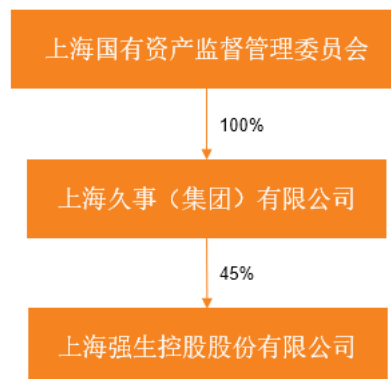 上海国有资产监督管理委员会
100%
上海久事（集团）有限公司
45%
上海强生控股股份有限公司